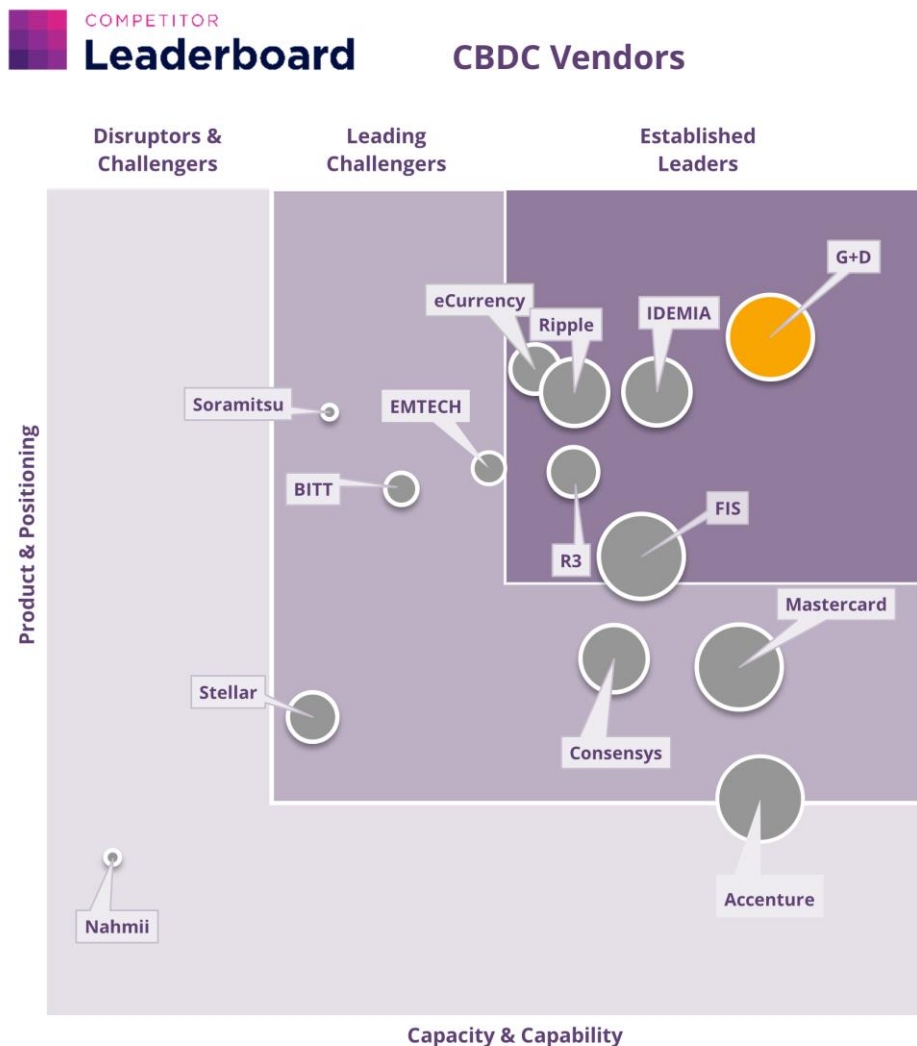 COMPETITOR
Leaderboard
CBDC Vendors
Disruptors &
Challengers
Leading
Challengers
Established
Leaders
G+D
eCurrency
Ripple
IDEMIA
Soramitsu
EMTECH
BITT
FIS
R3
Mastercard
Stellar
Consensys
Accenture
Nahmii
Product & Positioning
Capacity & Capability